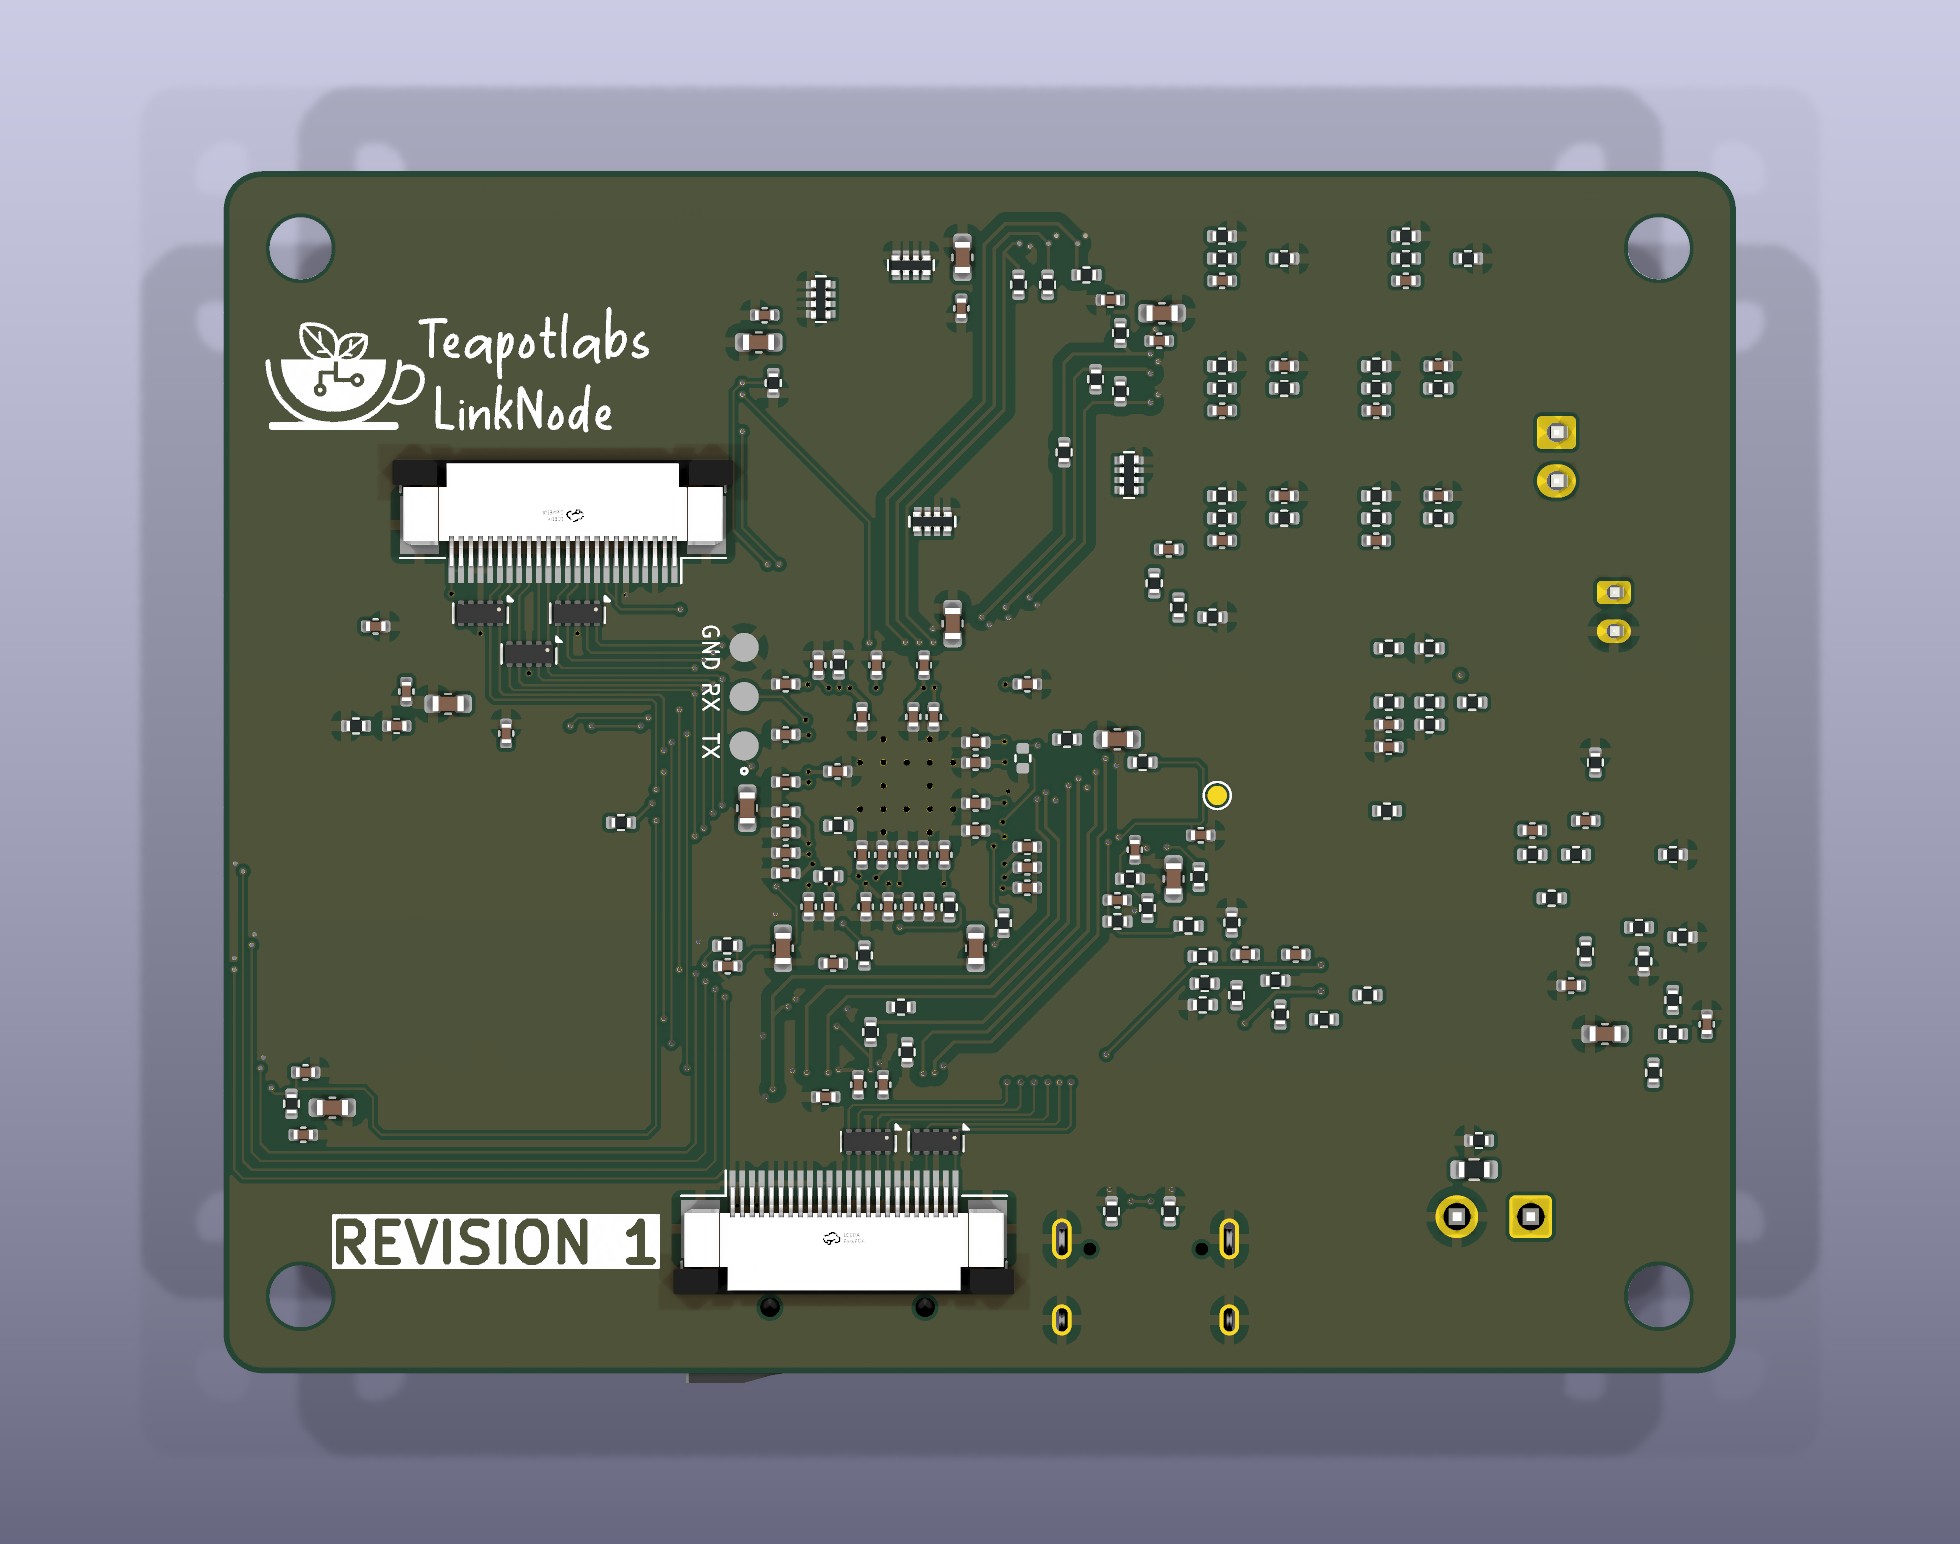 Teapotlabs
LinkNode
GND
RX
TX
REVISION 1